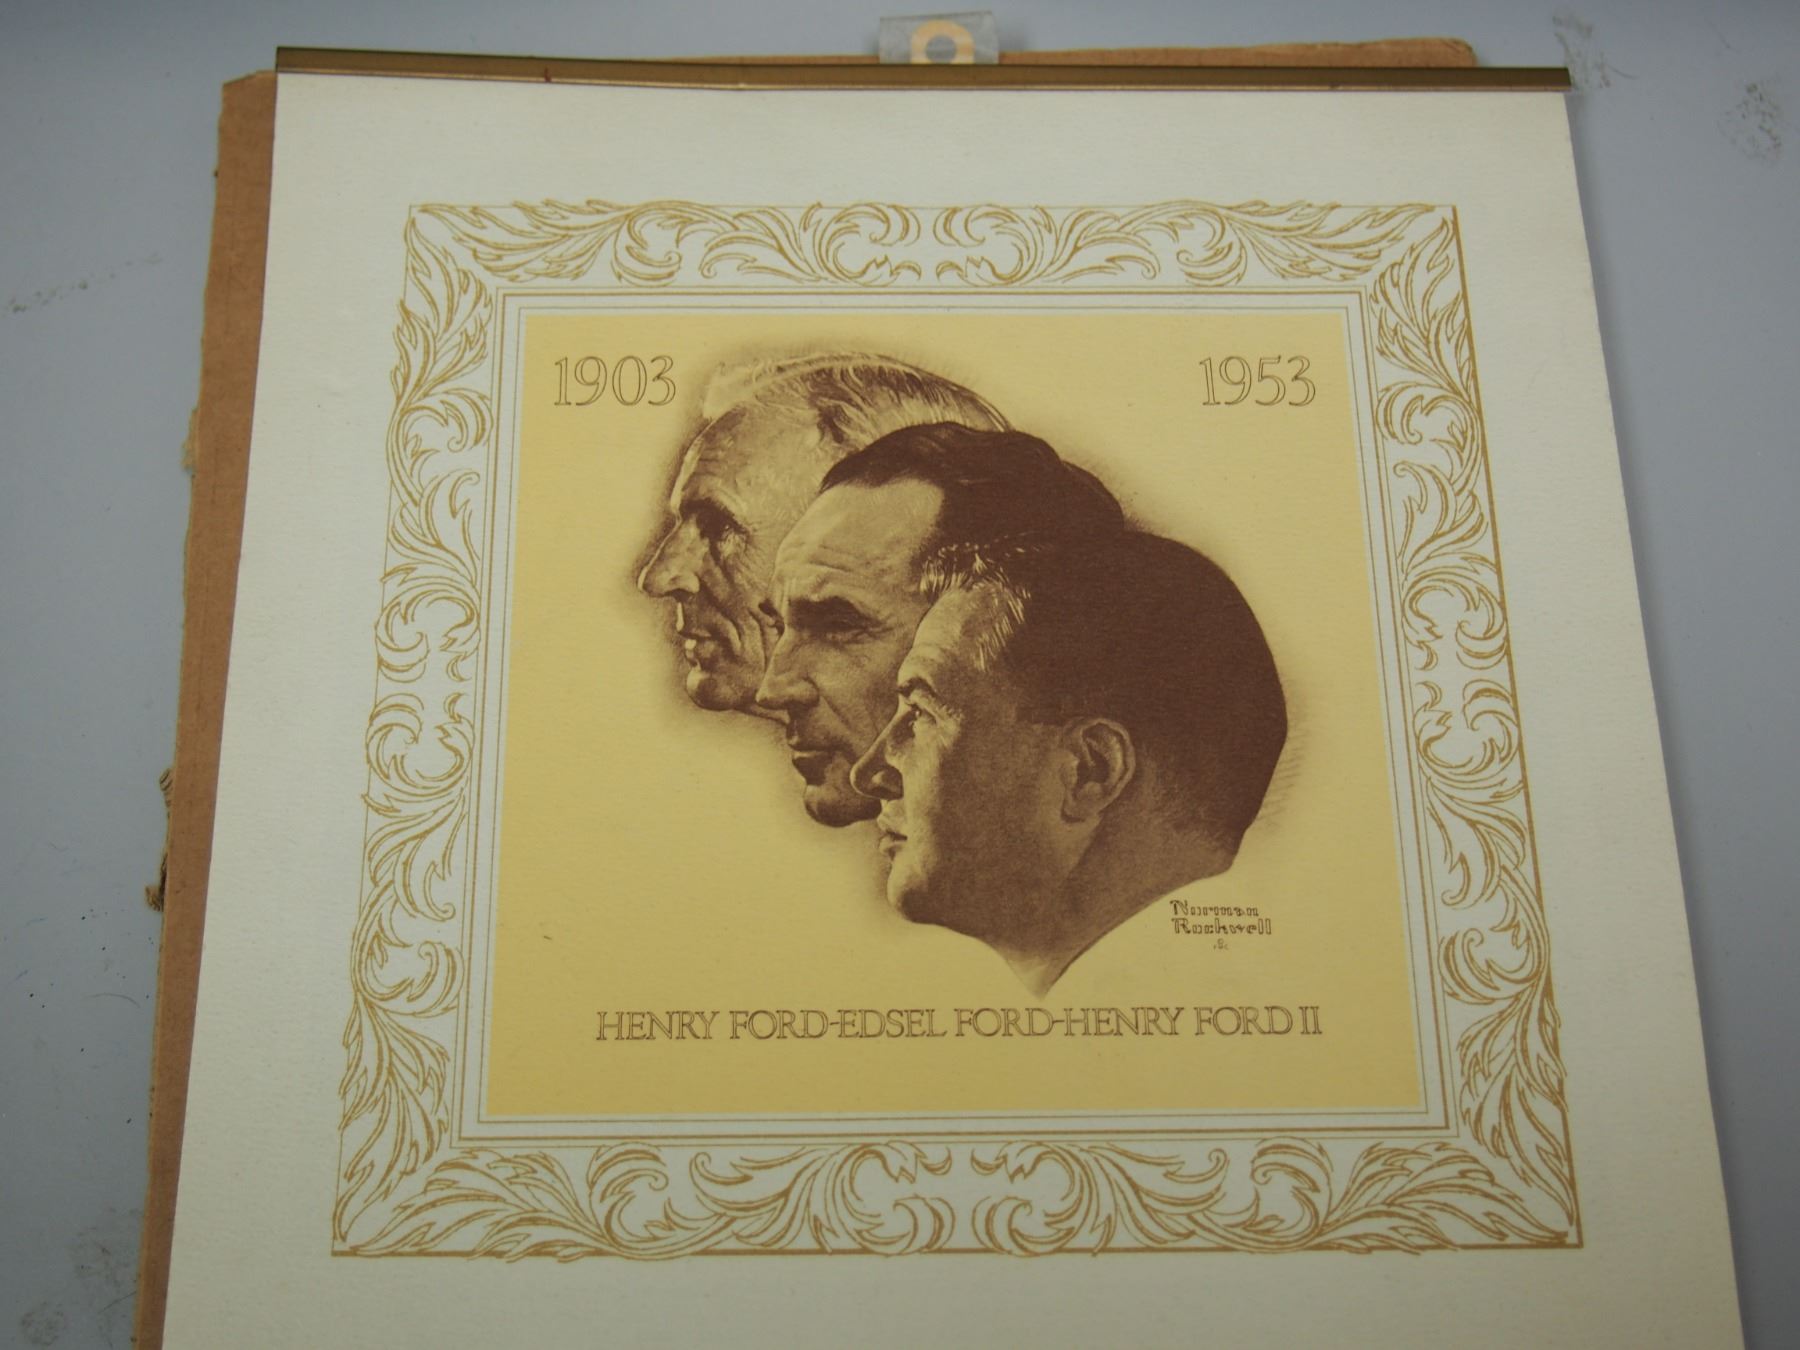 1903 1953
Norman
Rockwell
HENRY FORD-EDSEL FORD-HENRY FORD II